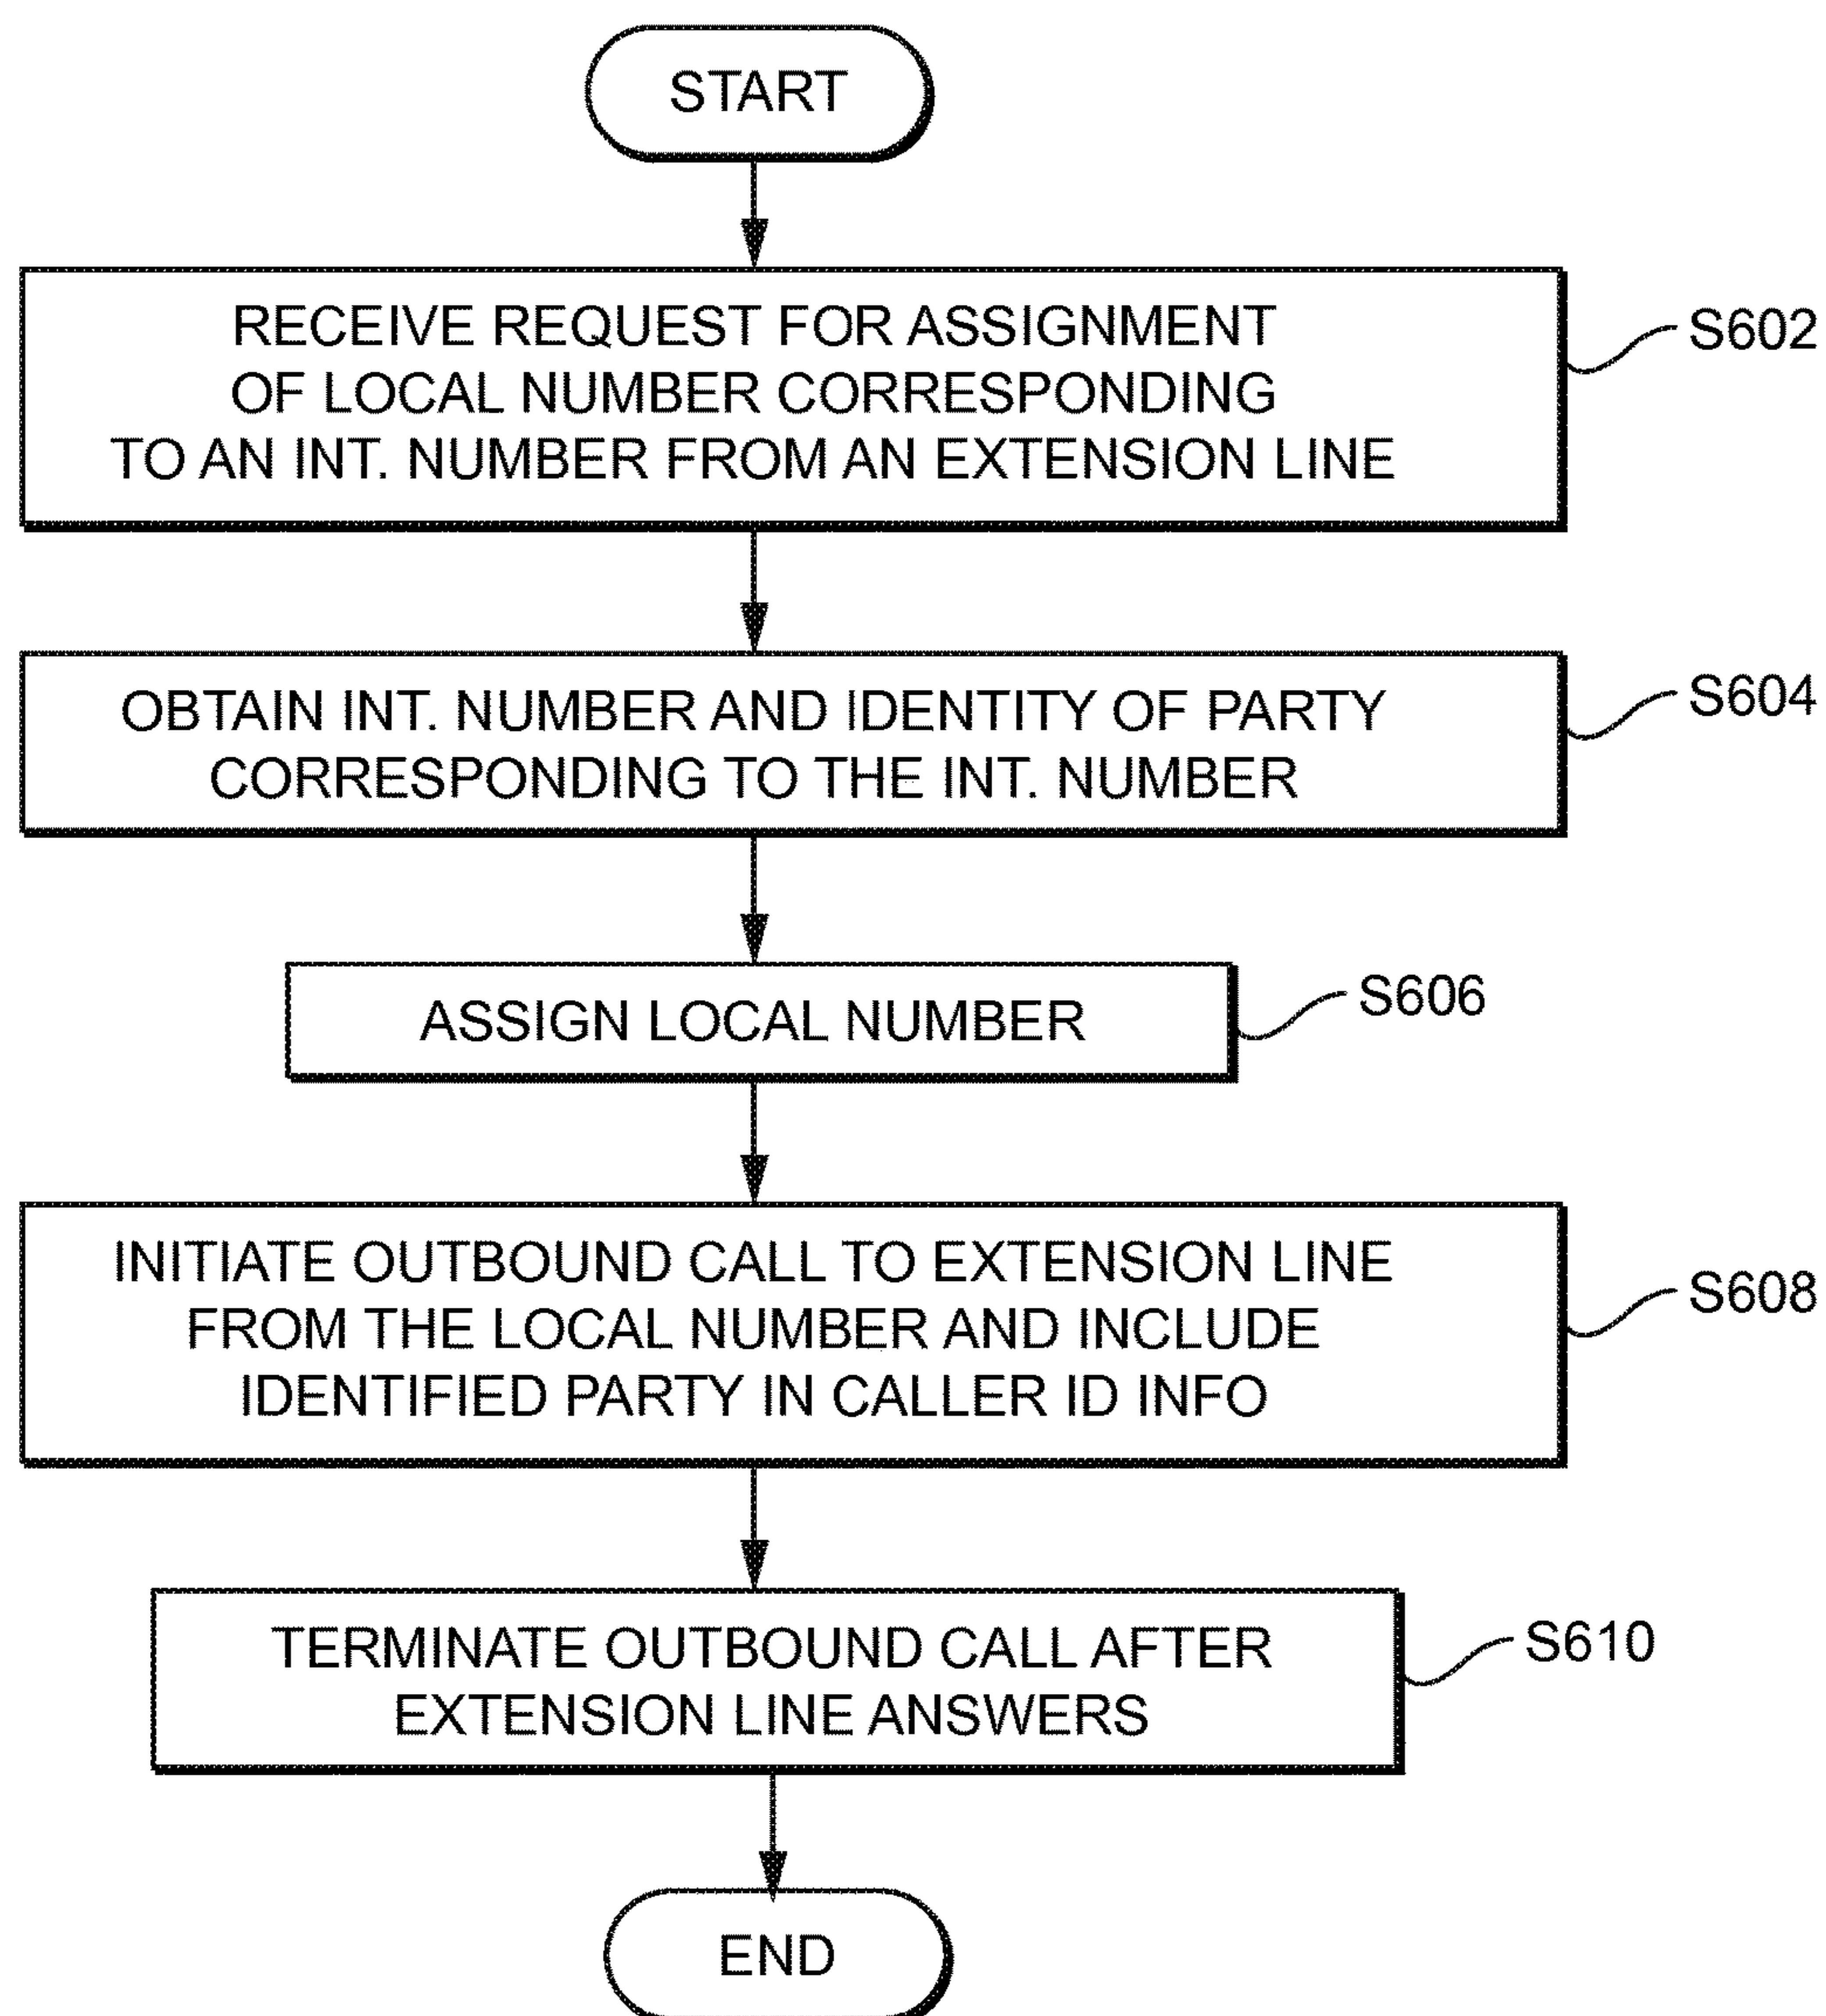 START
RECEIVE REQUEST FOR ASSIGNMENT
OF LOCAL NUMBER CORRESPONDING
TO AN INT. NUMBER FROM AN EXTENSION LINE
S602
OBTAIN INT. NUMBER AND IDENTITY OF PARTY
CORRESPONDING TO THE INT. NUMBER
S604
ASSIGN LOCAL NUMBER
S606
INITIATE OUTBOUND CALL TO EXTENSION LINE
FROM THE LOCAL NUMBER AND INCLUDE
IDENTIFIED PARTY IN CALLER ID INFO
S608
TERMINATE OUTBOUND CALL AFTER
EXTENSION LINE ANSWERS
S610
END